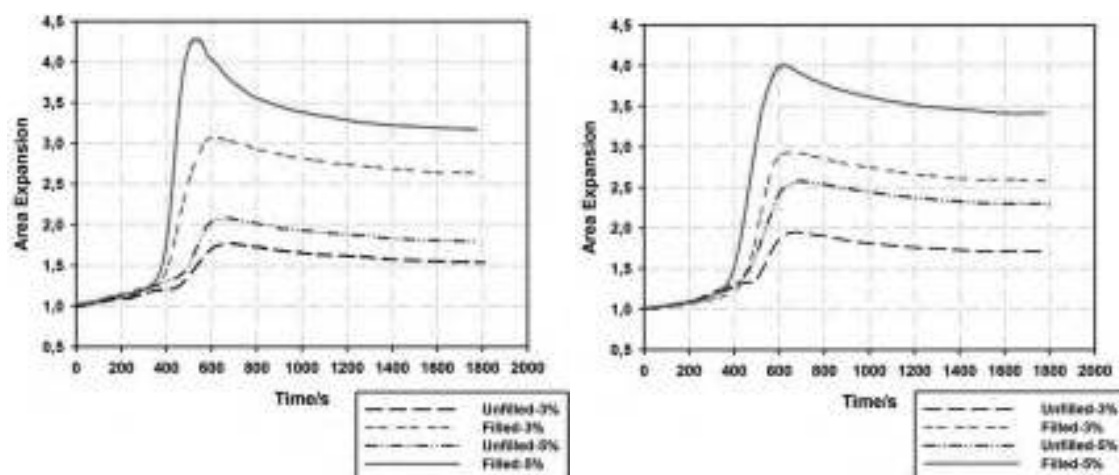 4,5
4,0
3,5
3,0
2,5
2,0
1,5
1,0
0,5
Area Expansion
0 200 400 600 800 1000 1200 1400 1600 1800 2000
Time/s
Unfilled-3%
Filled-3%
Unfilled-5%
Filled-5%
4,5
4,0
3,5
3,0
2,5
2,0
1,5
1,0
0,5
Area Expansion
0 200 400 600 800 1000 1200 1400 1600 1800 2000
Time/s
Unfilled-3%
Filled-3%
Unfilled-5%
Filled-5%